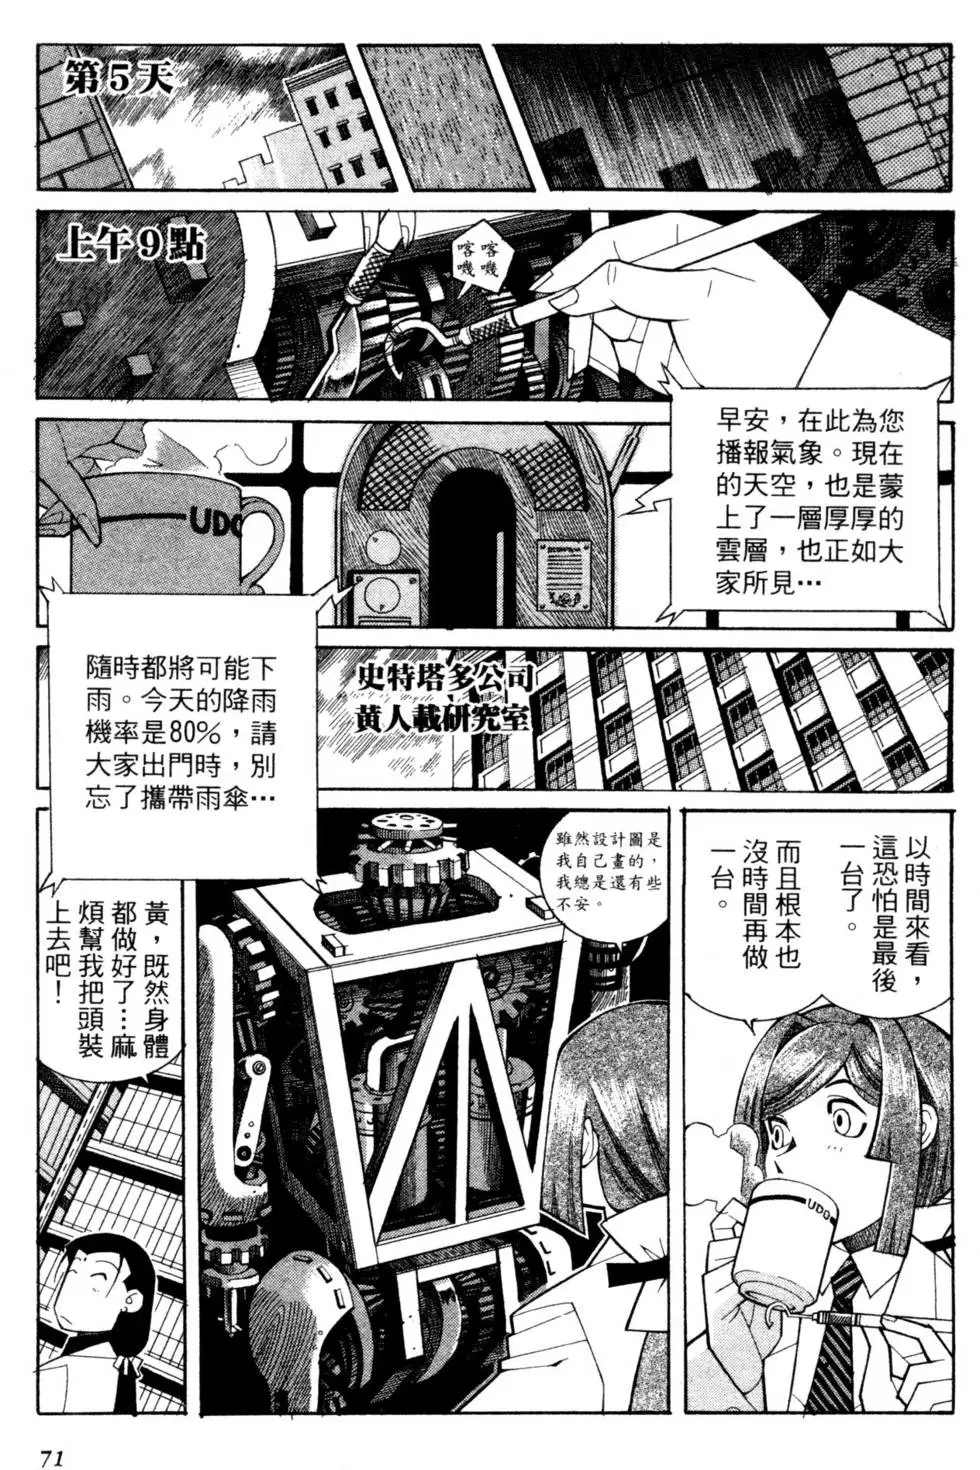 第5天
上午9點
喀嘰
喀嘰
早安，在此為您
播報氣象。現在
的天空，也是蒙
上了一層厚厚的
雲層，也正如大
家所見…
UDO
隨時都將可能下
雨。今天的降雨
機率是80%，請
大家出門時，別
忘了攜帶雨傘…
史特塔多公司
黃人載研究室
以時間來看，
這恐怕是最後
一台了。
而且根本也
沒時間再做
一台。
UDO
雖然設計圖是
我自己畫的，
我總是還有些
不安。
黃，既然身體
都做好了…麻
煩幫我把頭裝
上去吧！
71